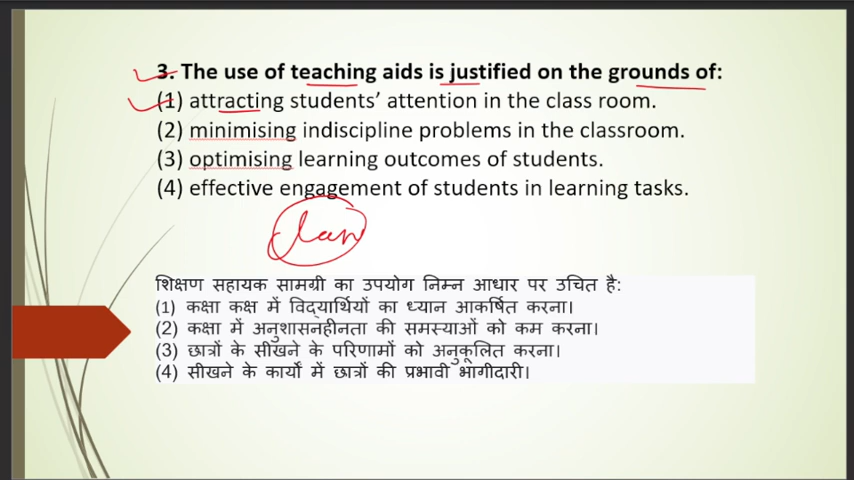 3. The use of teaching aids is justified on the grounds of:
(1) attracting students’ attention in the class room.
(2) minimising indiscipline problems in the classroom.
(3) optimising learning outcomes of students.
(4) effective engagement of students in learning tasks.
शिक्षण सहायक सामग्री का उपयोग निम्न आधार पर उचित है:
(1) कक्षा कक्ष में विद्यार्थियों का ध्यान आकर्षित करना।
(2) कक्षा में अनुशासनहीनता की समस्याओं को कम करना।
(3) छात्रों के सीखने के परिणामों को अनुकूलित करना।
(4) सीखने के कार्यों में छात्रों की प्रभावी भागीदारी।